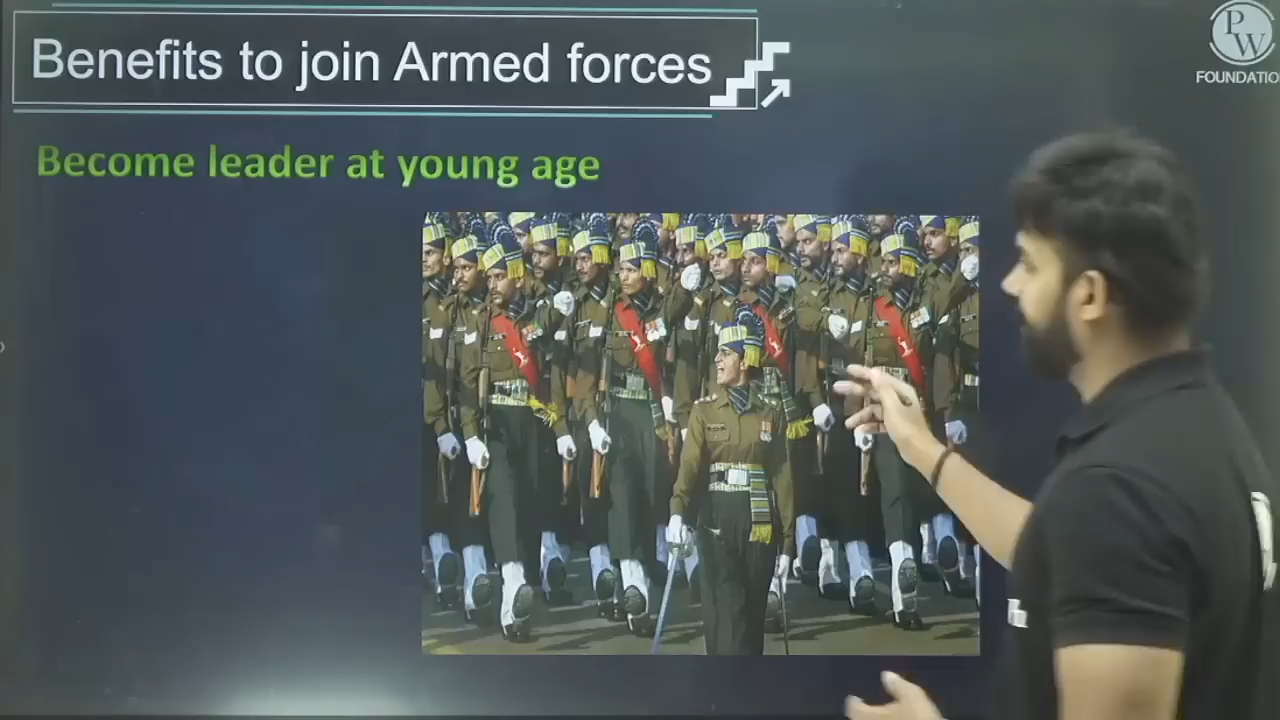 Benefits to join Armed forces
PW
FOUNDATIO
Become leader at young age